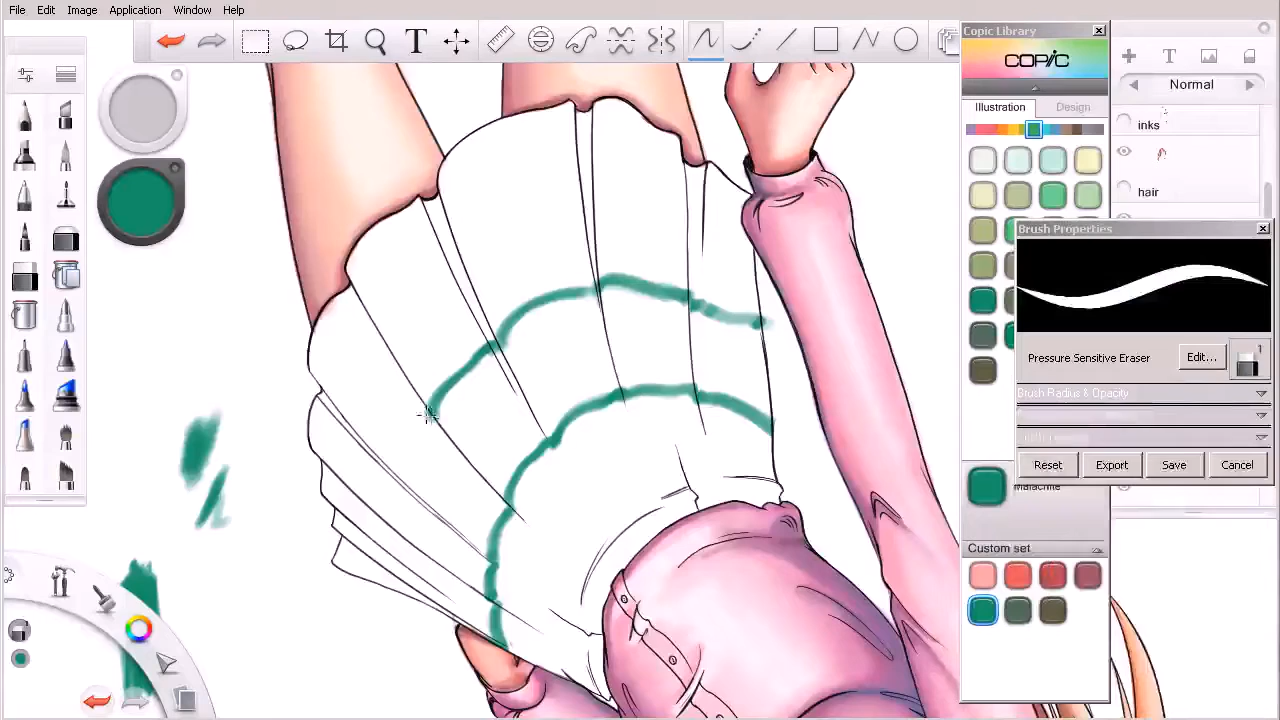 File Edit Image Application Window Help
Copic Library
COPIC
Illustration Design
Normal
inks
hair
Brush Properties
Pressure Sensitive Eraser
Edit...
1
Brush Radius & Opacity
Reset Export Save Cancel
Malachite
Custom set
T
T